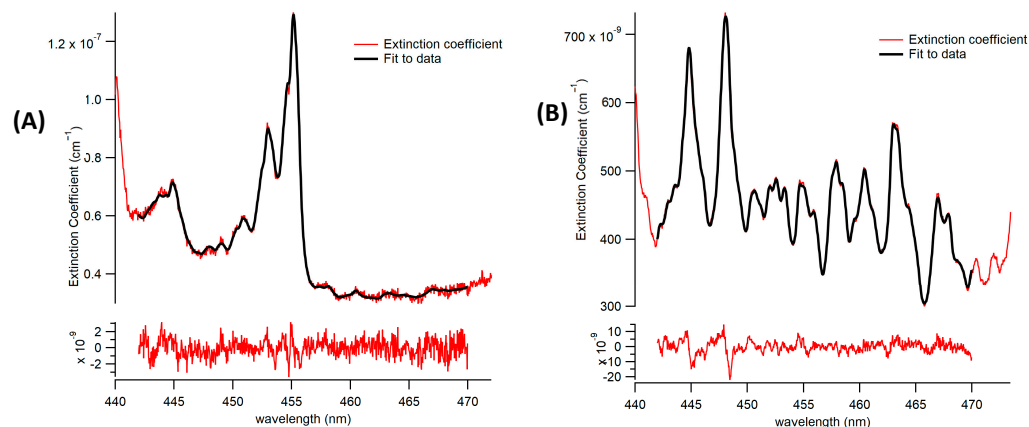 (A)
Extinction Coefficient (cm⁻¹)
1.2 x 10⁻⁷
1.0
0.8
0.6
0.4
Extinction coefficient
Fit to data
x 10⁻⁹
2
0
-2
440 445 450 455 460 465 470
wavelength (nm)
(B)
Extinction Coefficient (cm⁻¹)
700 x 10⁻⁹
600
500
400
300
Extinction coefficient
Fit to data
x 10⁻⁹
10
0
-10
-20
440 445 450 455 460 465 470
wavelength (nm)